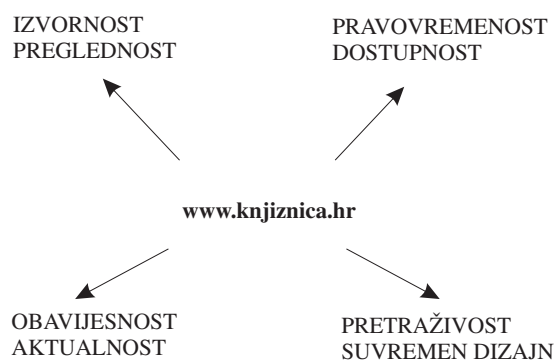 IZVORNOST
PREGLEDNOST
PRAVOVREMENOST
DOSTUPNOST
www.knjiznica.hr
OBAVIJESNOST
AKTUALNOST
PRETRAŽIVOST
SUVREMEN DIZAJN